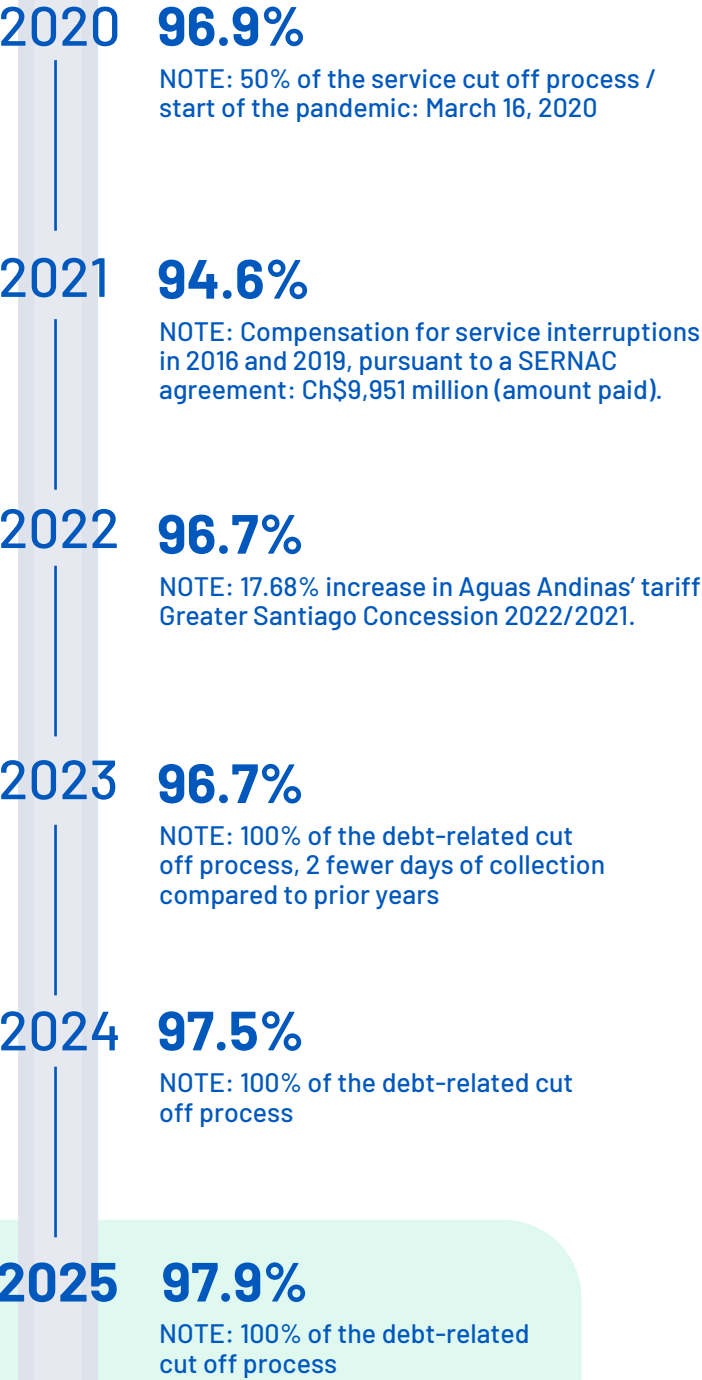 2020 96.9%
NOTE: 50% of the service cut off process /
start of the pandemic: March 16, 2020
2021 94.6%
NOTE: Compensation for service interruptions
in 2016 and 2019, pursuant to a SERNAC
agreement: Ch$9,951 million (amount paid).
2022 96.7%
NOTE: 17.68% increase in Aguas Andinas’ tariff
Greater Santiago Concession 2022/2021.
2023 96.7%
NOTE: 100% of the debt-related cut
off process, 2 fewer days of collection
compared to prior years
2024 97.5%
NOTE: 100% of the debt-related cut
off process
2025 97.9%
NOTE: 100% of the debt-related
cut off process